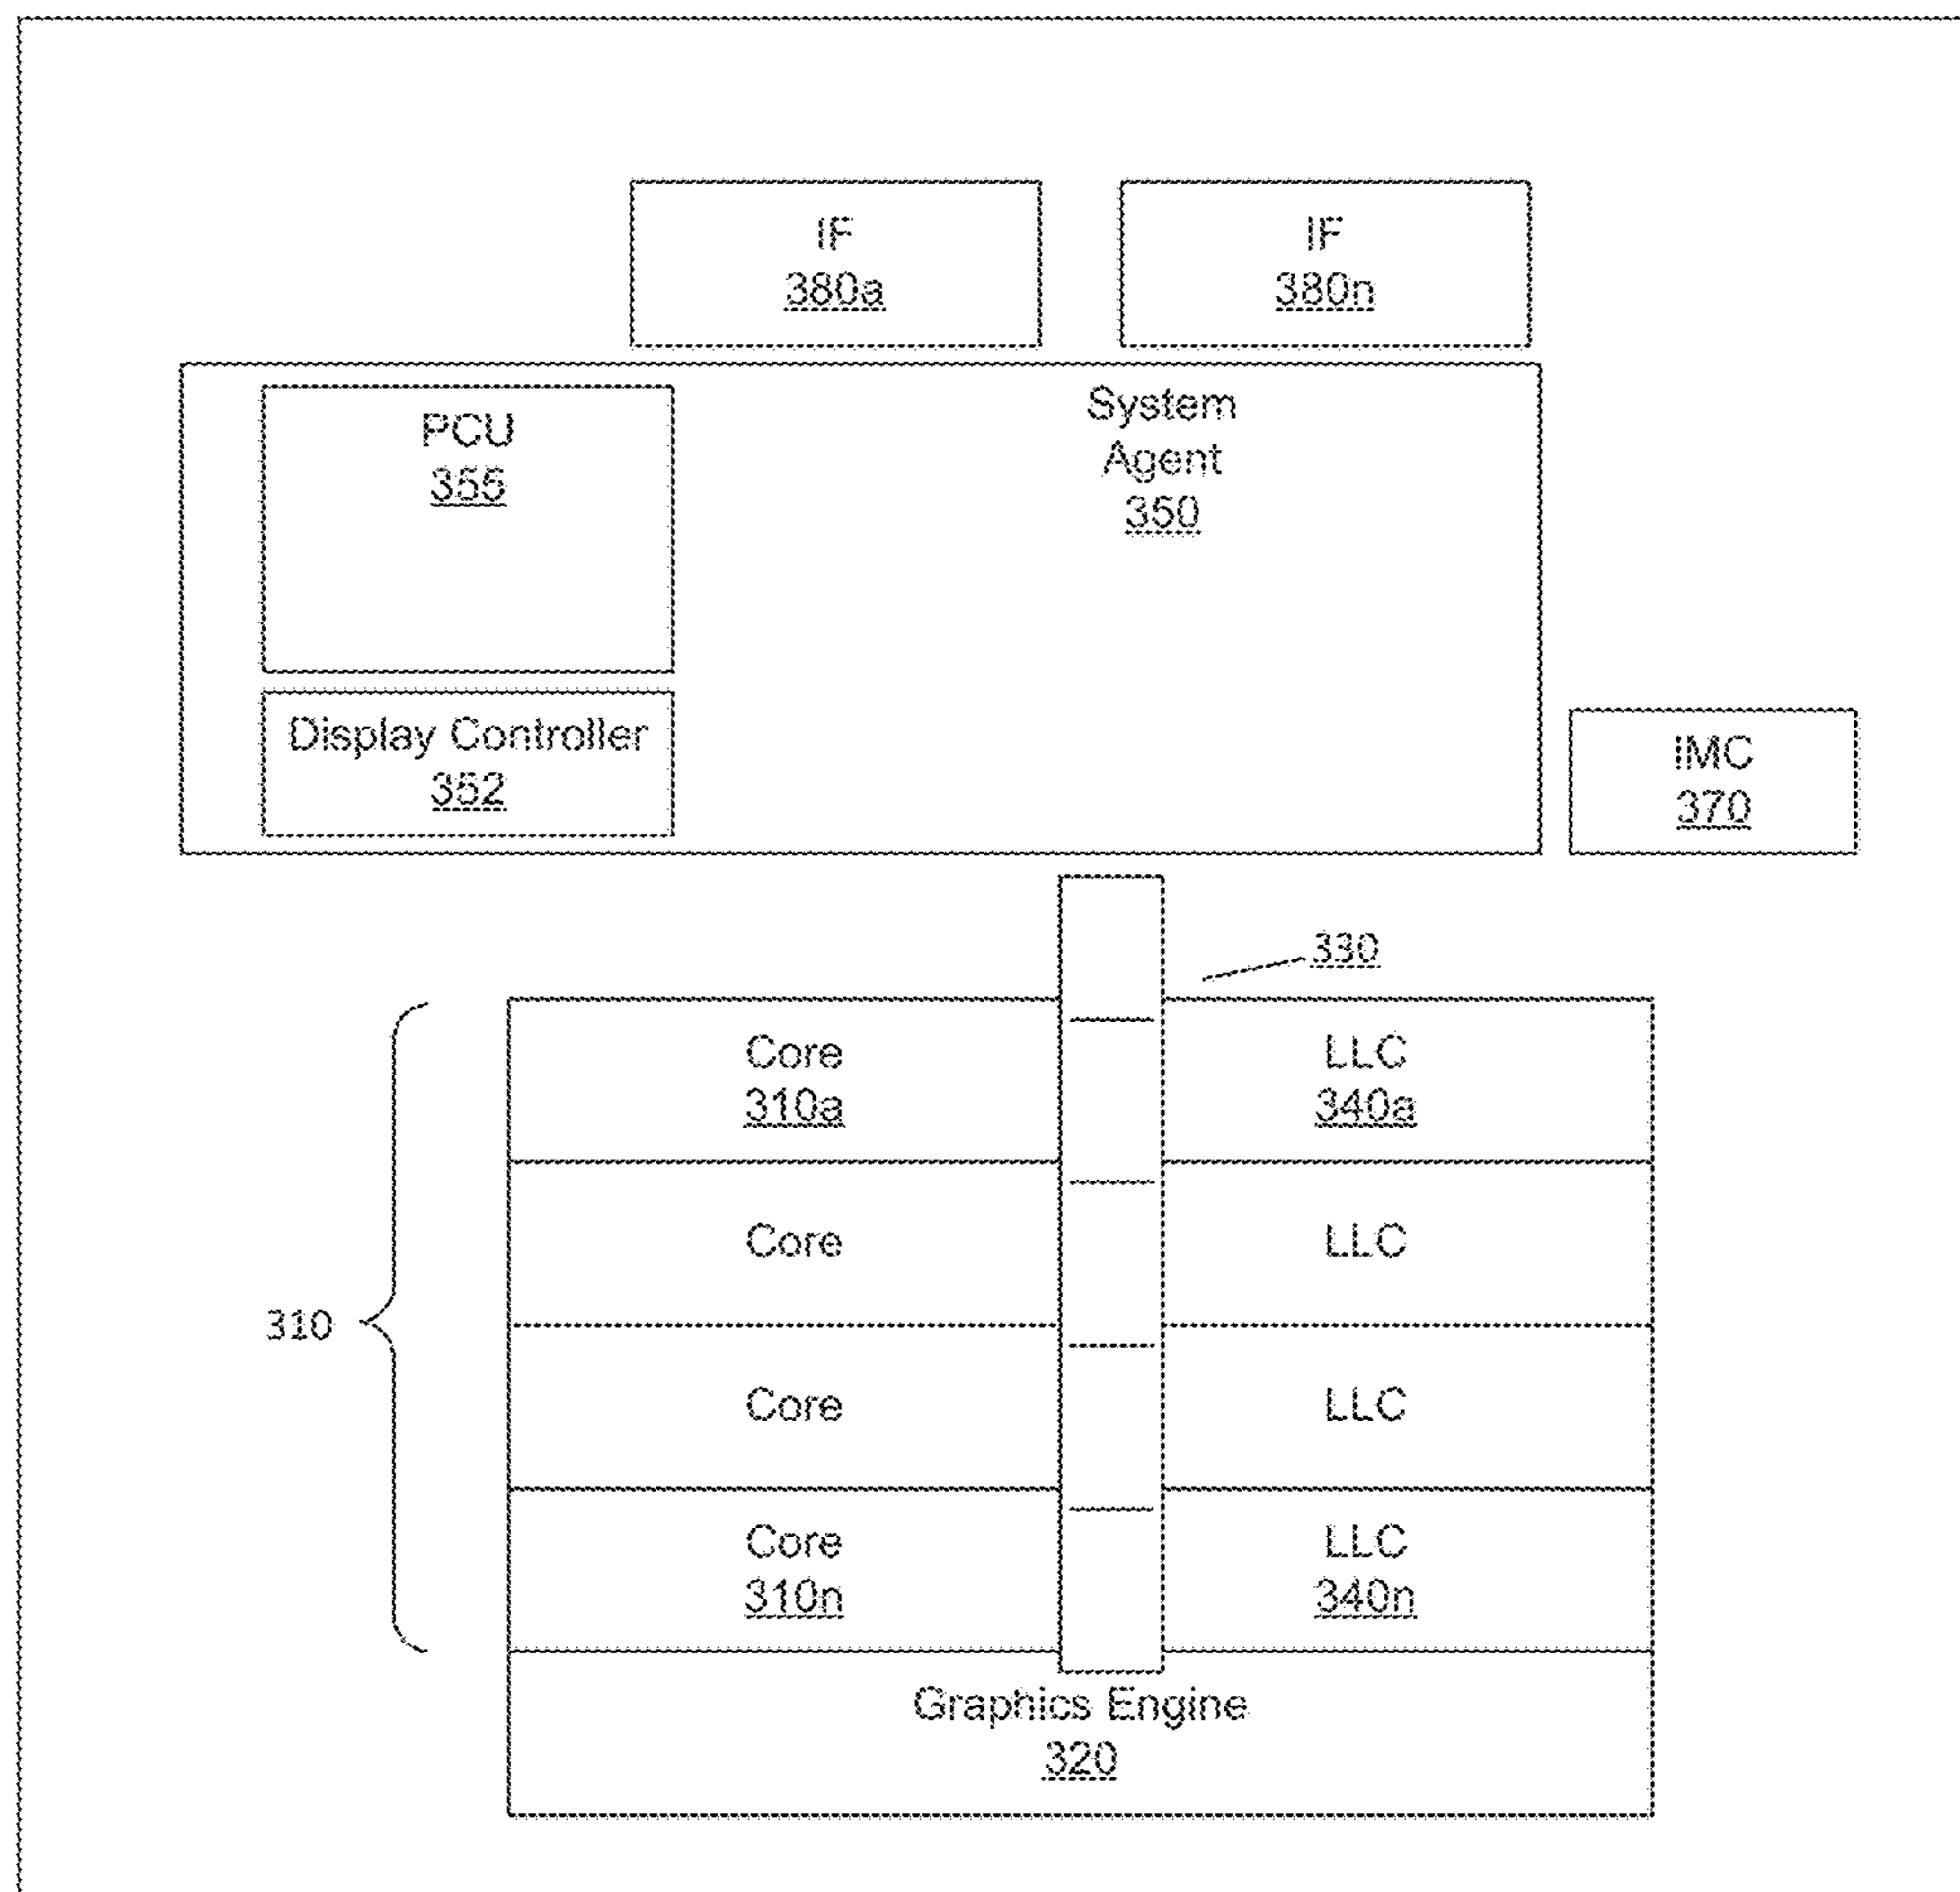 IF
380a
IF
380n
PCU
355
System
Agent
350
Display Controller
352
IMC
370
330
Core
310a
LLC
340a
Core
LLC
310
Core
LLC
Core
310n
LLC
340n
Graphics Engine
320